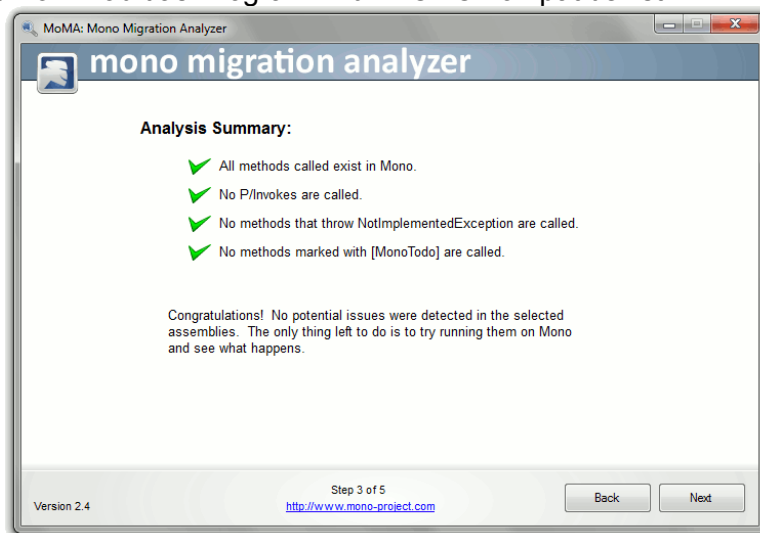 MoMA: Mono Migration Analyzer
mono migration analyzer
Analysis Summary:
All methods called exist in Mono.
No P/Invokes are called.
No methods that throw NotImplementedException are called.
No methods marked with [MonoTodo] are called.
Congratulations! No potential issues were detected in the selected
assemblies. The only thing left to do is to try running them on Mono
and see what happens.
Step 3 of 5
Version 2.4
http://www.mono-project.com
Back
Next